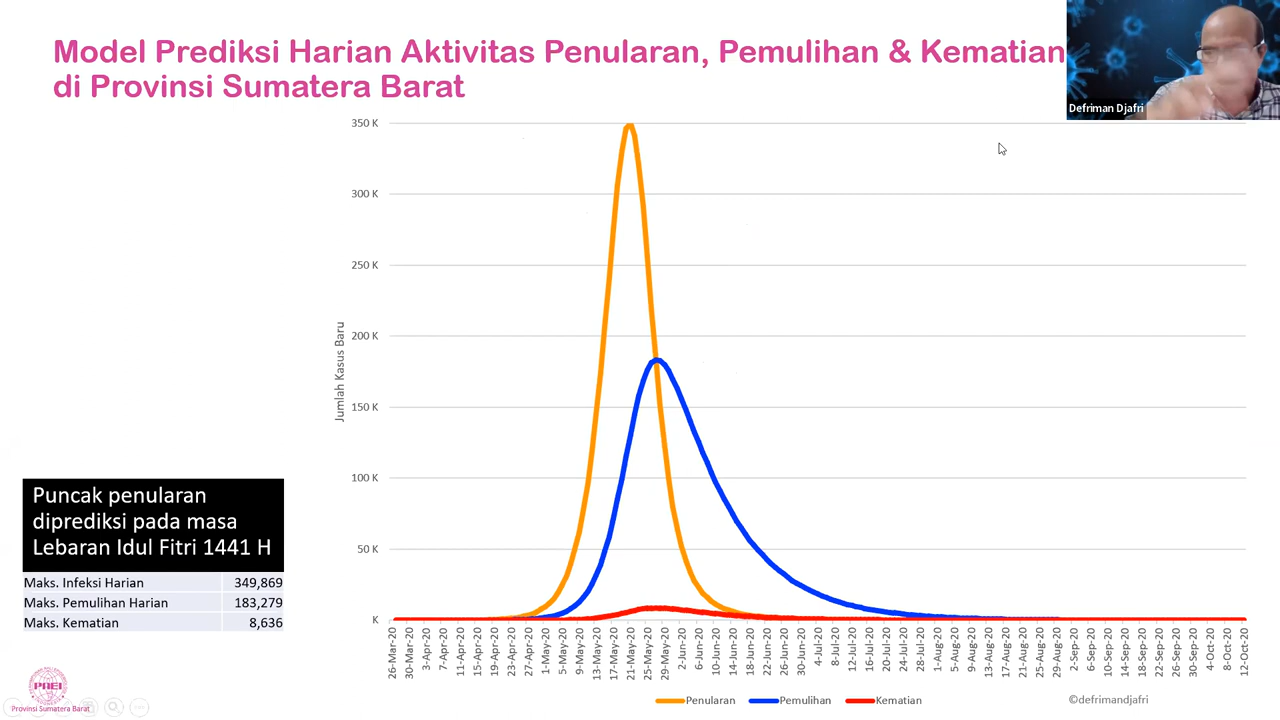 Model Prediksi Harian Aktivitas Penularan, Pemulihan & Kematian
di Provinsi Sumatera Barat
Defriman Djafri
350 K
300 K
250 K
200 K
150 K
100 K
50 K
K
Jumlah Kasus Baru
26-Mar-20
30-Mar-20
3-Apr-20
7-Apr-20
11-Apr-20
15-Apr-20
19-Apr-20
23-Apr-20
27-Apr-20
1-May-20
5-May-20
9-May-20
13-May-20
17-May-20
21-May-20
25-May-20
29-May-20
2-Jun-20
6-Jun-20
10-Jun-20
14-Jun-20
18-Jun-20
22-Jun-20
26-Jun-20
30-Jun-20
4-Jul-20
8-Jul-20
12-Jul-20
16-Jul-20
20-Jul-20
24-Jul-20
28-Jul-20
1-Aug-20
5-Aug-20
9-Aug-20
13-Aug-20
17-Aug-20
21-Aug-20
25-Aug-20
29-Aug-20
2-Sep-20
6-Sep-20
10-Sep-20
14-Sep-20
18-Sep-20
22-Sep-20
26-Sep-20
30-Sep-20
4-Oct-20
8-Oct-20
12-Oct-20
Penularan
Pemulihan
Kematian
©defrimandjafri
Puncak penularan
diprediksi pada masa
Lebaran Idul Fitri 1441 H
Maks. Infeksi Harian 349,869
Maks. Pemulihan Harian 183,279
Maks. Kematian 8,636
PAEI
Provinsi Sumatera Barat